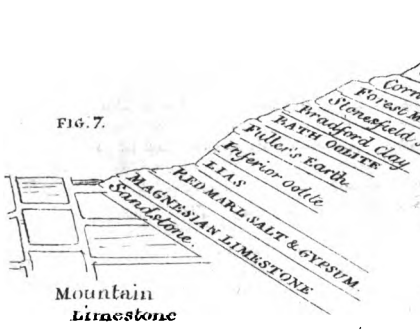 FIG. 7.
Forest
Stonesfield
Bradford clay
BATH OOLITE
Fuller's Earth
Inferior oolite
LIAS
RED MARL SALT & GYPSUM
MAGNESIAN LIMESTONE
Sandstone
Mountain
Limestone